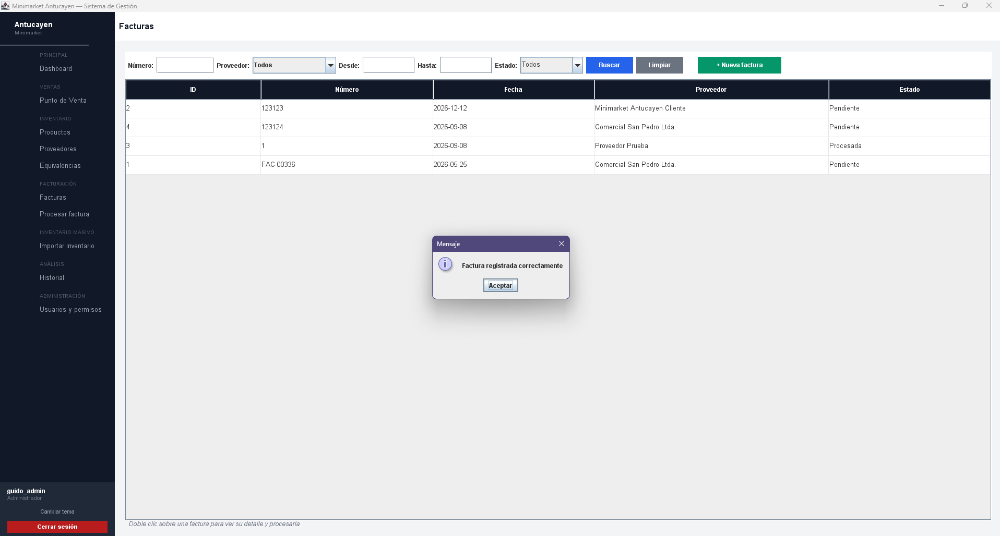 Minimarket Antucayen — Sistema de Gestión
Antucayen
Minimarket
PRINCIPAL
Dashboard
VENTAS
Punto de Venta
INVENTARIO
Productos
Proveedores
Equivalencias
FACTURACIÓN
Facturas
Procesar factura
INVENTARIO MASIVO
Importar inventario
ANÁLISIS
Historial
ADMINISTRACIÓN
Usuarios y permisos
guido_admin
Administrador
Cambiar tema
Cerrar sesión
Facturas
Número: Proveedor: Todos Desde: Hasta: Estado: Todos Buscar Limpiar + Nueva factura
ID Número Fecha Proveedor Estado
2 123123 2026-12-12 Minimarket Antucayen Cliente Pendiente
4 123124 2026-09-08 Comercial San Pedro Ltda. Pendiente
3 1 2026-09-08 Proveedor Prueba Procesada
1 FAC-00336 2026-05-25 Comercial San Pedro Ltda. Pendiente
Mensaje
i Factura registrada correctamente
Aceptar
Doble clic sobre una factura para ver su detalle y procesarla